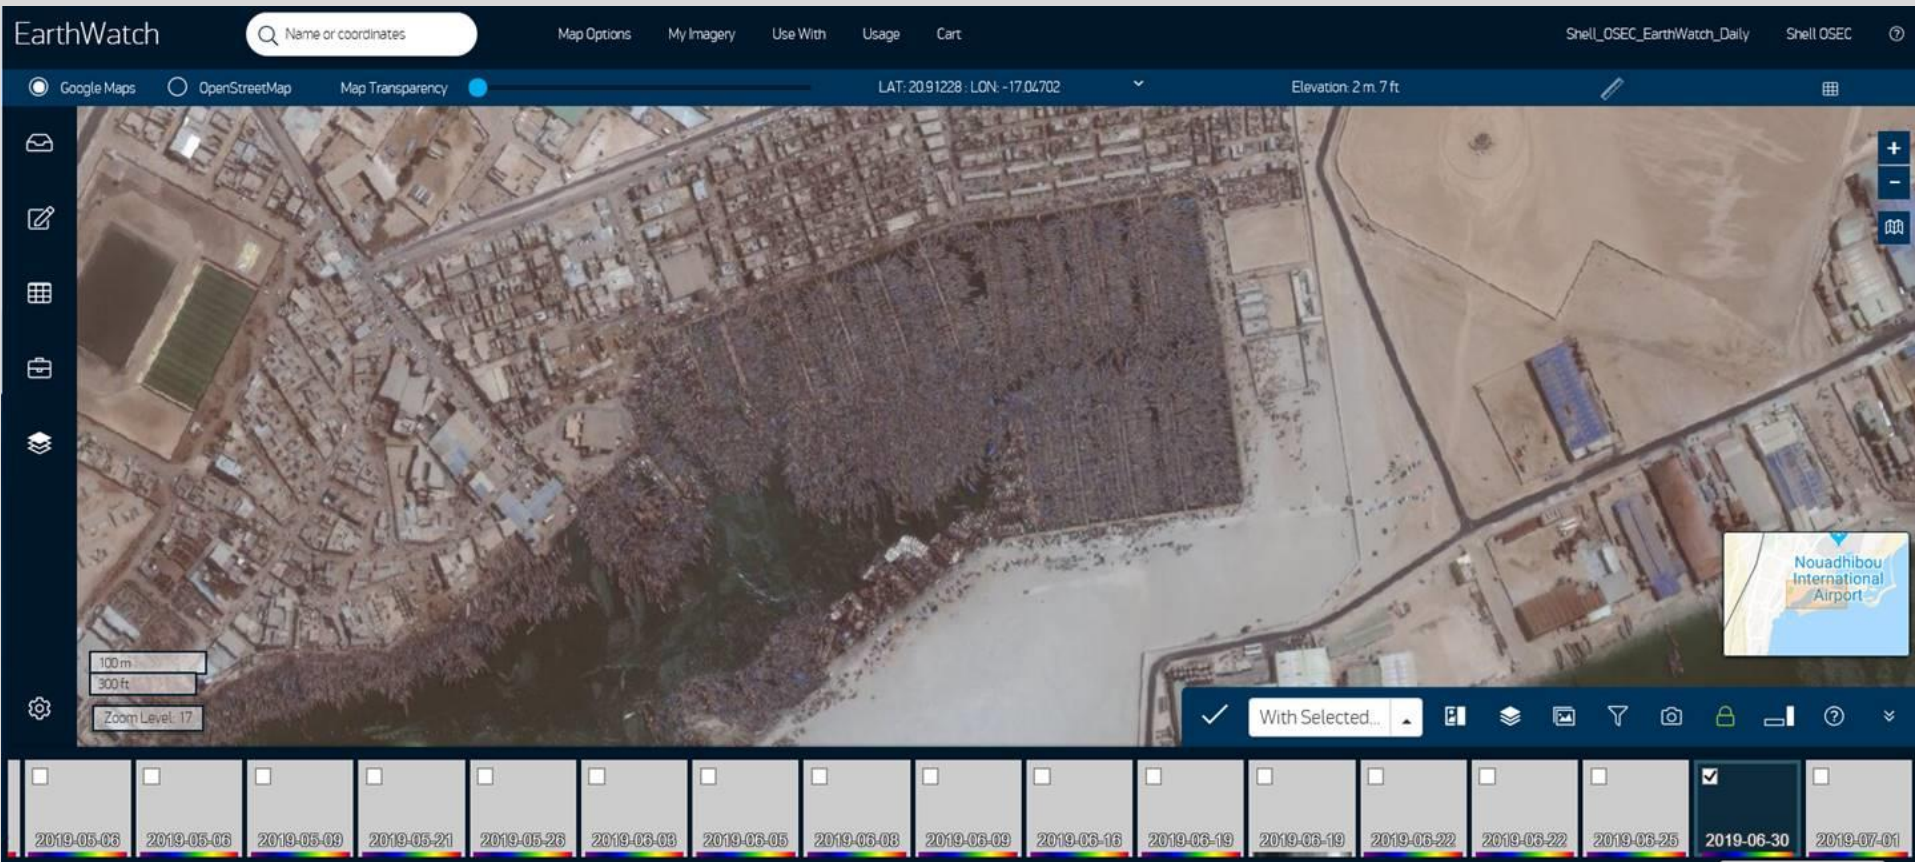 EarthWatch
Name or coordinates
Map Options
My Imagery
Use With
Usage
Cart
Shell_OSEC_EarthWatch_Daily
Shell OSEC
Google Maps
OpenStreetMap
Map Transparency
LAT: 20.91228 : LON: -17.04702
Elevation: 2 m. 7 ft
Nouadhibou
International
Airport
100 m
300 ft
Zoom Level: 17
With Selected...
2019-05-06
2019-05-06
2019-05-09
2019-05-21
2019-05-26
2019-06-03
2019-06-05
2019-06-08
2019-06-09
2019-06-16
2019-06-19
2019-06-19
2019-06-22
2019-06-22
2019-06-25
2019-06-30
2019-07-01